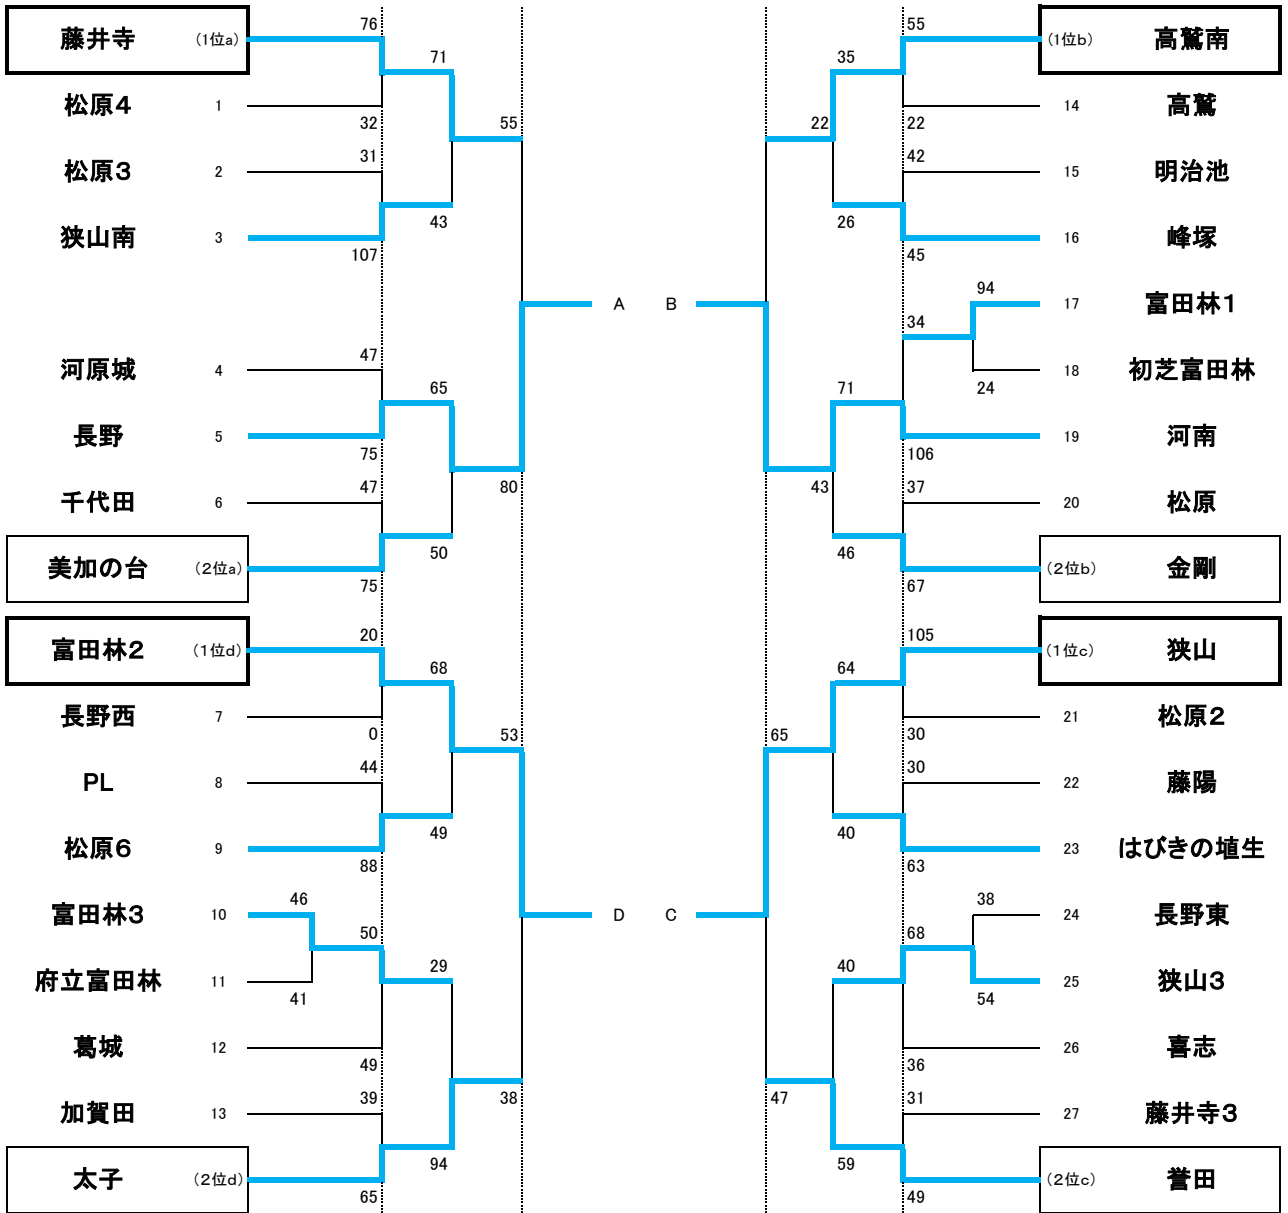 76 55
藤井寺 (1位a) (1位b) 高鷲南
71 35
松原4 1 14 高鷲
32 55 22 22
31 42
松原3 2 15 明治池
43 26
狭山南 3 16 峰塚
107 45
94
A B 17 富田林1
34
47
河原城 4 18 初芝富田林
65 71 24
長野 5 19 河南
75 106
47 80 43 37
千代田 6 20 松原
50 46
美加の台 (2位a) (2位b) 金剛
75 67
20 105
富田林2 (1位d) (1位c) 狭山
68 64
長野西 7 21 松原2
0 53 65 30
44 30
PL 8 22 藤陽
49 40
松原6 9 23 はびきの埴生
88 63
46 38
富田林3 10 D C 24 長野東
50 68
29 40
府立富田林 11 25 狭山3
41 54
葛城 12 26 喜志
49 36
39 38 47 31
加賀田 13 27 藤井寺3
94 59
太子 (2位d) (2位c) 誉田
65 49